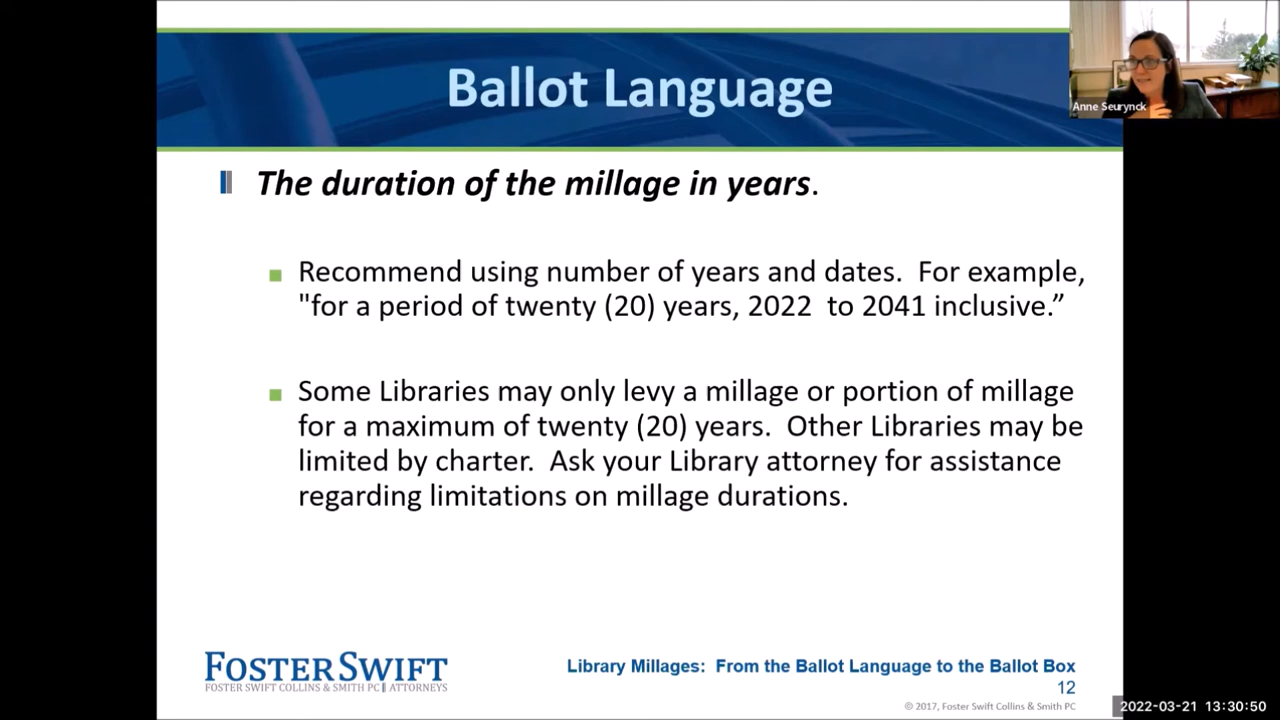 Ballot Language
Anne Seurynck
The duration of the millage in years.
Recommend using number of years and dates.  For example,
"for a period of twenty (20) years, 2022  to 2041 inclusive.”
Some Libraries may only levy a millage or portion of millage
for a maximum of twenty (20) years.  Other Libraries may be
limited by charter.  Ask your Library attorney for assistance
regarding limitations on millage durations.
FOSTER SWIFT
FOSTER SWIFT COLLINS & SMITH PC || ATTORNEYS
Library Millages:  From the Ballot Language to the Ballot Box
12
© 2017, Foster Swift Collins & Smith PC
2022-03-21 13:30:50